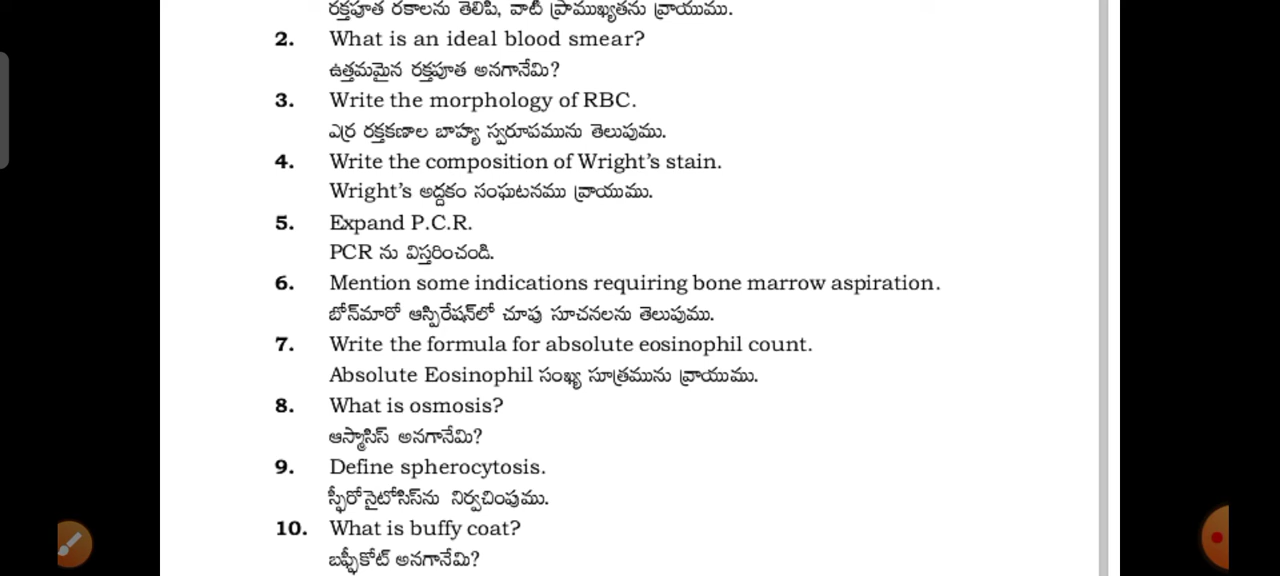 రక్తపూత రకాలను తెలిపి, వాటి ప్రాముఖ్యతను వ్రాయుము.
2. What is an ideal blood smear?
ఉత్తమమైన రక్తపూత అనగానేమి?
3. Write the morphology of RBC.
ఎర్ర రక్తకణాల బాహ్య స్వరూపమును తెలుపుము.
4. Write the composition of Wright’s stain.
Wright’s అద్దకం సంఘటనము వ్రాయుము.
5. Expand P.C.R.
PCR ను విస్తరించండి.
6. Mention some indications requiring bone marrow aspiration.
బోన్‌మారో ఆస్పిరేషన్‌లో చూపు సూచనలను తెలుపుము.
7. Write the formula for absolute eosinophil count.
Absolute Eosinophil సంఖ్య సూత్రమును వ్రాయుము.
8. What is osmosis?
ఆస్మాసిస్ అనగానేమి?
9. Define spherocytosis.
స్ఫీరోసైటోసిస్‌ను నిర్వచింపుము.
10. What is buffy coat?
బఫ్ఫీకోట్ అనగానేమి?